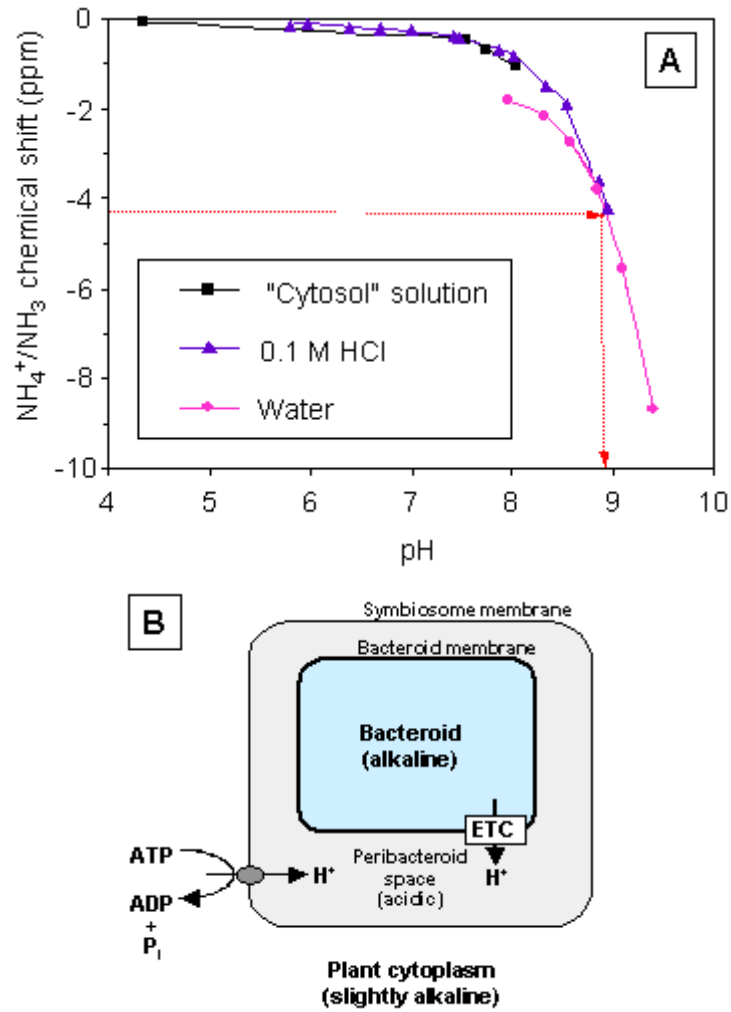 A
NH₄⁺/NH₃ chemical shift (ppm)
0
-2
-4
-6
-8
-10
"Cytosol" solution
0.1 M HCl
Water
4 5 6 7 8 9 10
pH
B
Symbiosome membrane
Bacteroid membrane
Bacteroid
(alkaline)
ETC
ATP
H⁺
ADP
+
Pᵢ
Peribacteroid
space
(acidic)
H⁺
Plant cytoplasm
(slightly alkaline)